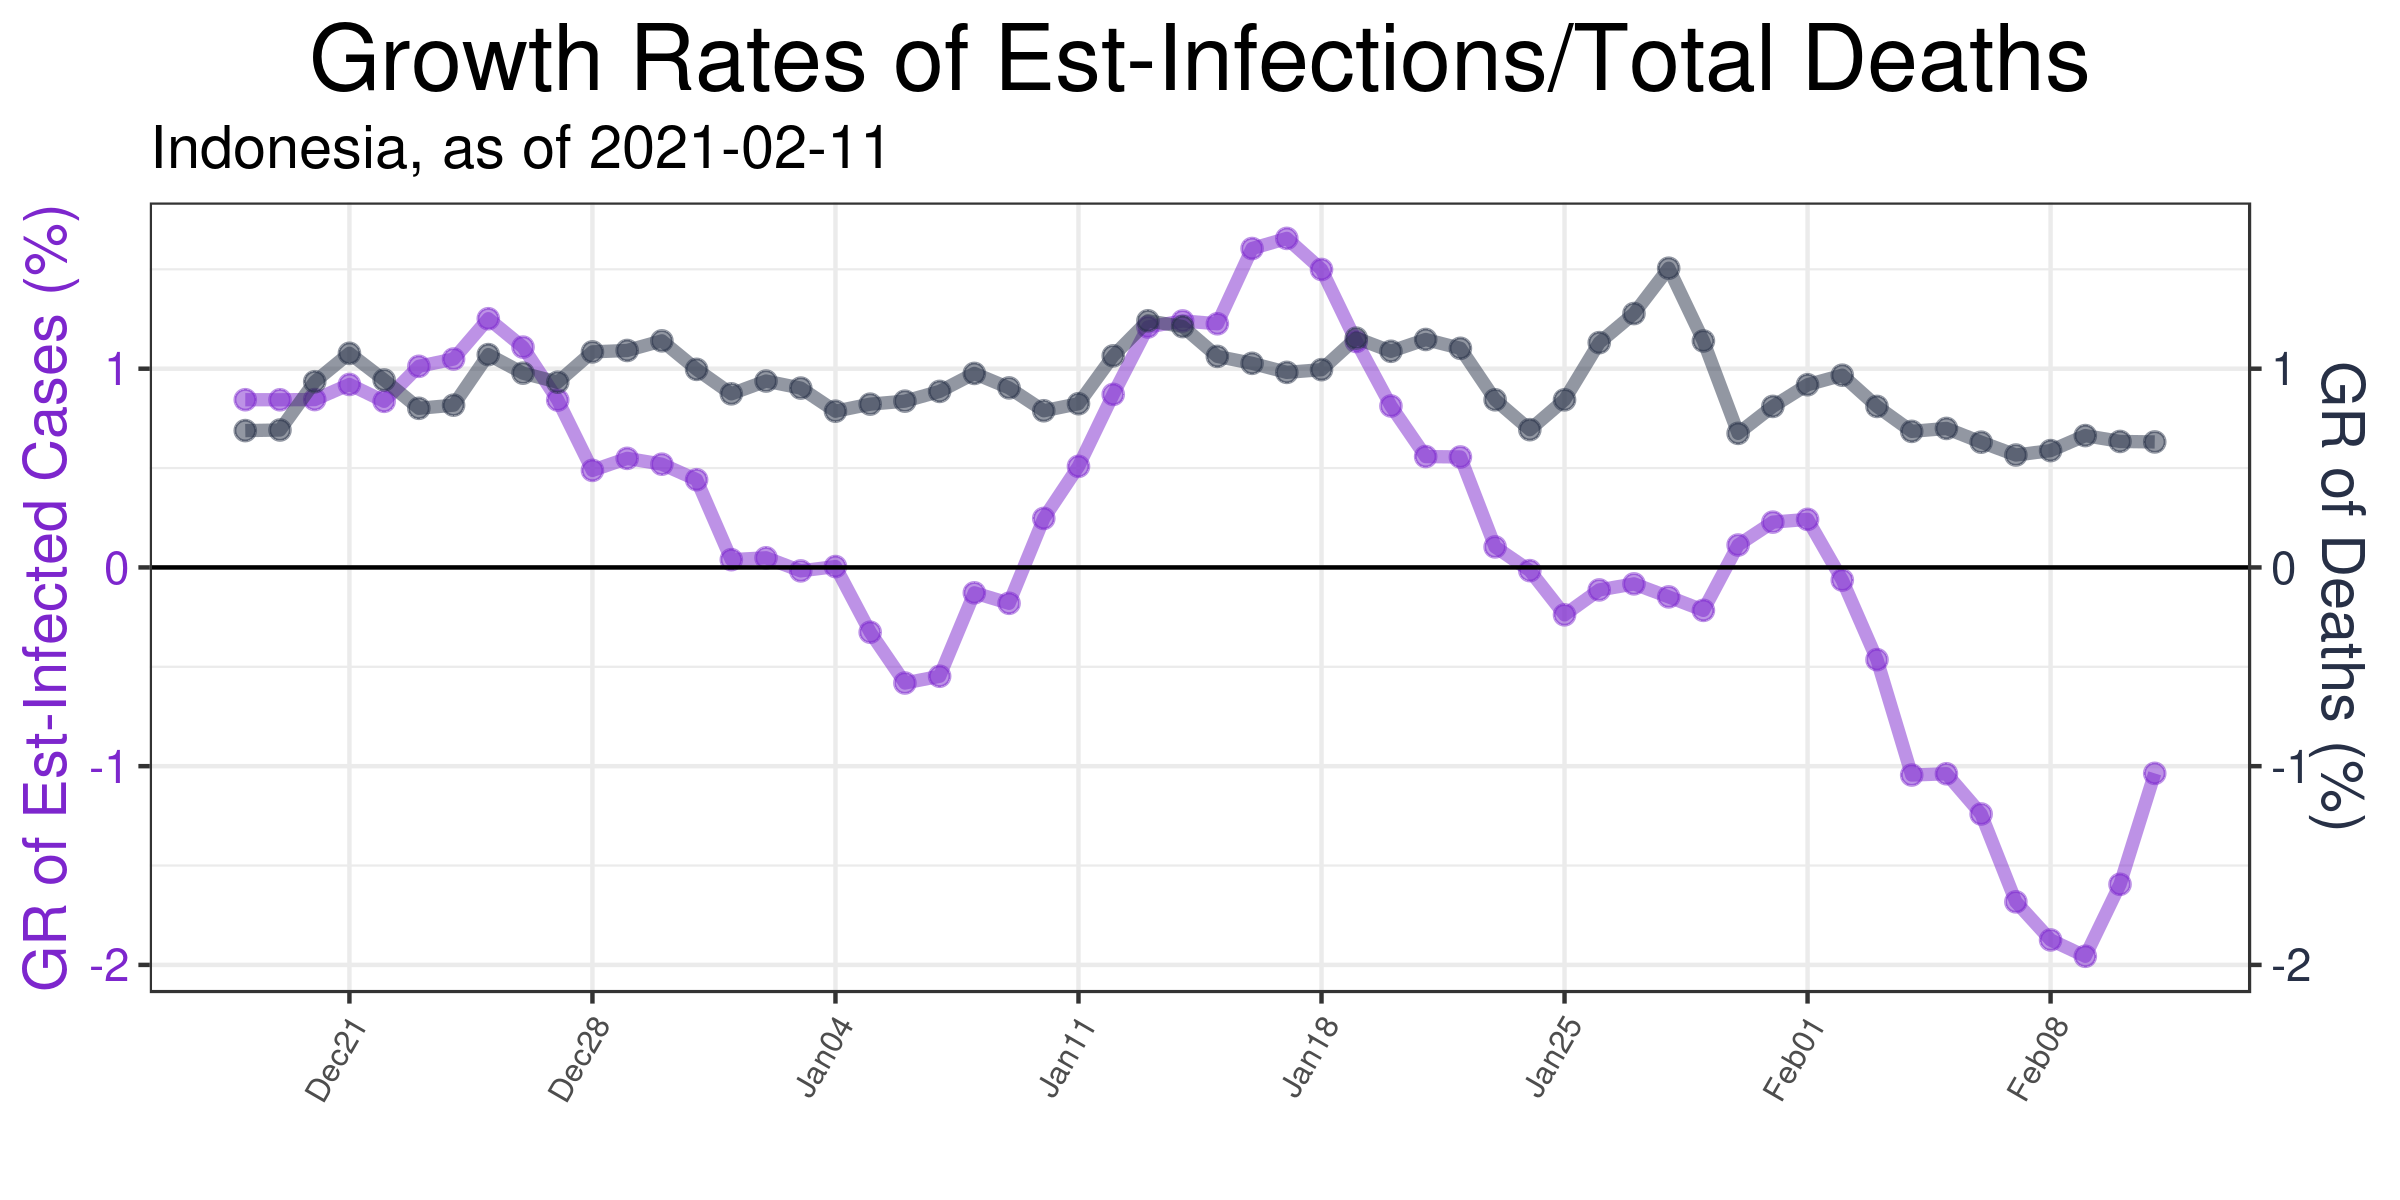 Growth Rates of Est-Infections/Total Deaths
Indonesia, as of 2021-02-11
GR of Est-Infected Cases (%)
1
0
-1
-2
1
0
-1
-2
GR of Deaths (%)
Dec21
Dec28
Jan04
Jan11
Jan18
Jan25
Feb01
Feb08